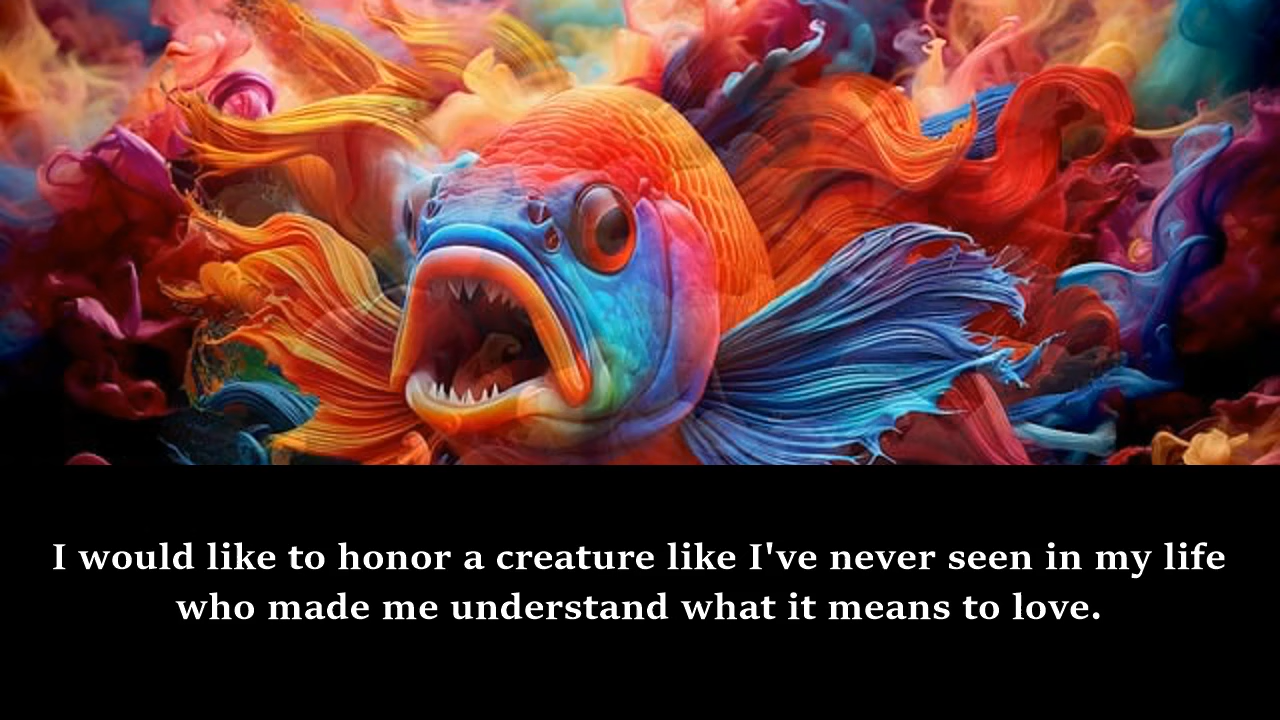 I would like to honor a creature like I've never seen in my life
who made me understand what it means to love.